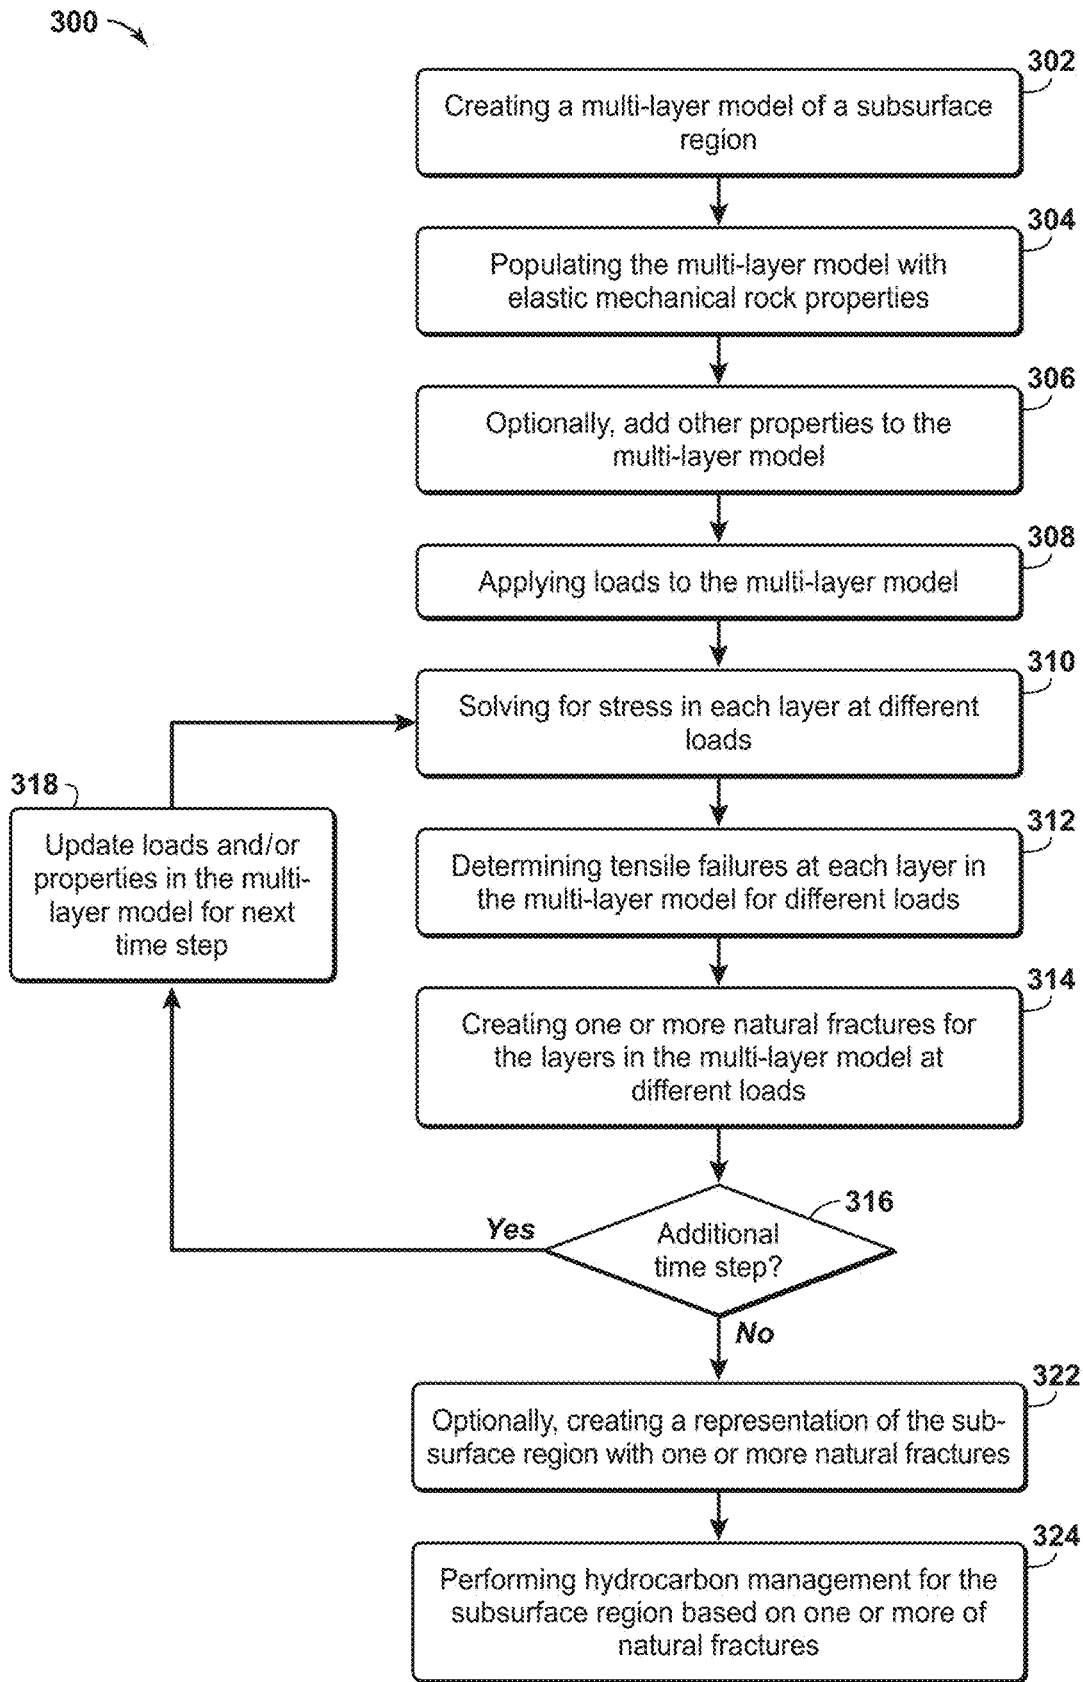 300
302
Creating a multi-layer model of a subsurface
region
304
Populating the multi-layer model with
elastic mechanical rock properties
306
Optionally, add other properties to the
multi-layer model
308
Applying loads to the multi-layer model
310
Solving for stress in each layer at different
loads
318
Update loads and/or
properties in the multi-
layer model for next
time step
312
Determining tensile failures at each layer in
the multi-layer model for different loads
314
Creating one or more natural fractures for
the layers in the multi-layer model at
different loads
316
Yes
Additional
time step?
No
322
Optionally, creating a representation of the sub-
surface region with one or more natural fractures
324
Performing hydrocarbon management for the
subsurface region based on one or more of
natural fractures